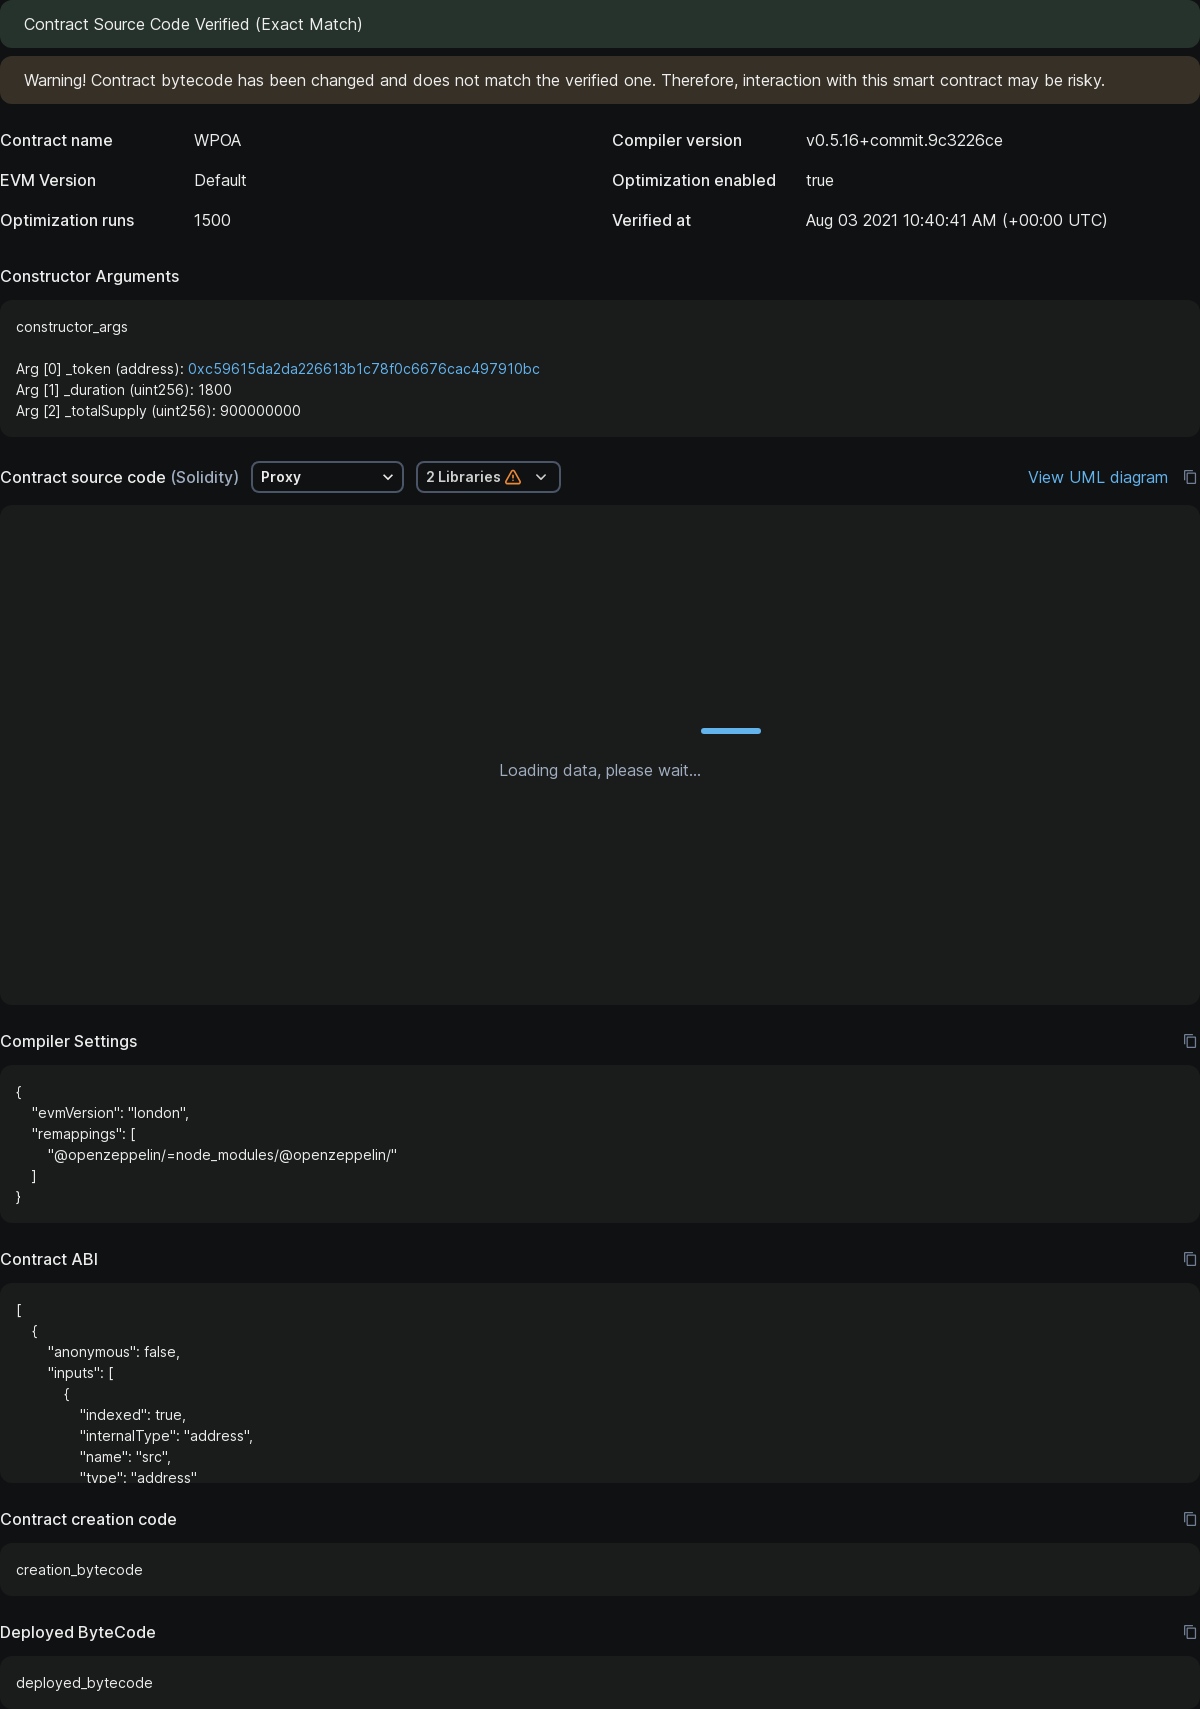 Contract Source Code Verified (Exact Match)
Warning! Contract bytecode has been changed and does not match the verified one. Therefore, interaction with this smart contract may be risky.
Contract name WPOA Compiler version v0.5.16+commit.9c3226ce
EVM Version Default Optimization enabled true
Optimization runs 1500 Verified at Aug 03 2021 10:40:41 AM (+00:00 UTC)
Constructor Arguments
constructor_args
Arg [0] _token (address): 0xc59615da2da226613b1c78f0c6676cac497910bc
Arg [1] _duration (uint256): 1800
Arg [2] _totalSupply (uint256): 900000000
Contract source code (Solidity) Proxy 2 Libraries View UML diagram
Loading data, please wait...
Compiler Settings
{
"evmVersion": "london",
"remappings": [
"@openzeppelin/=node_modules/@openzeppelin/"
]
}
Contract ABI
[
{
"anonymous": false,
"inputs": [
{
"indexed": true,
"internalType": "address",
"name": "src",
"type": "address"
Contract creation code
creation_bytecode
Deployed ByteCode
deployed_bytecode